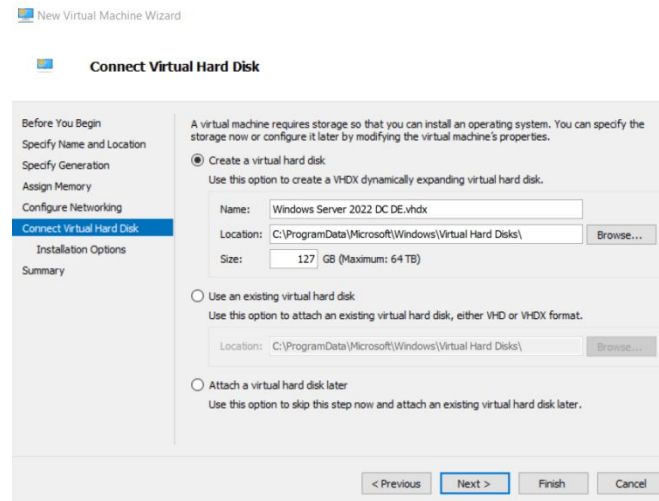 New Virtual Machine Wizard
Connect Virtual Hard Disk
Before You Begin
Specify Name and Location
Specify Generation
Assign Memory
Configure Networking
Connect Virtual Hard Disk
Installation Options
Summary
A virtual machine requires storage so that you can install an operating system. You can specify the
storage now or configure it later by modifying the virtual machine's properties.
Create a virtual hard disk
Use this option to create a VHDX dynamically expanding virtual hard disk.
Name: Windows Server 2022 DC DE.vhdx
Location: C:\ProgramData\Microsoft\Windows\Virtual Hard Disks\ Browse...
Size: 127 GB (Maximum: 64 TB)
Use an existing virtual hard disk
Use this option to attach an existing virtual hard disk, either VHD or VHDX format.
Location: C:\ProgramData\Microsoft\Windows\Virtual Hard Disks\ Browse...
Attach a virtual hard disk later
Use this option to skip this step now and attach an existing virtual hard disk later.
< Previous Next > Finish Cancel